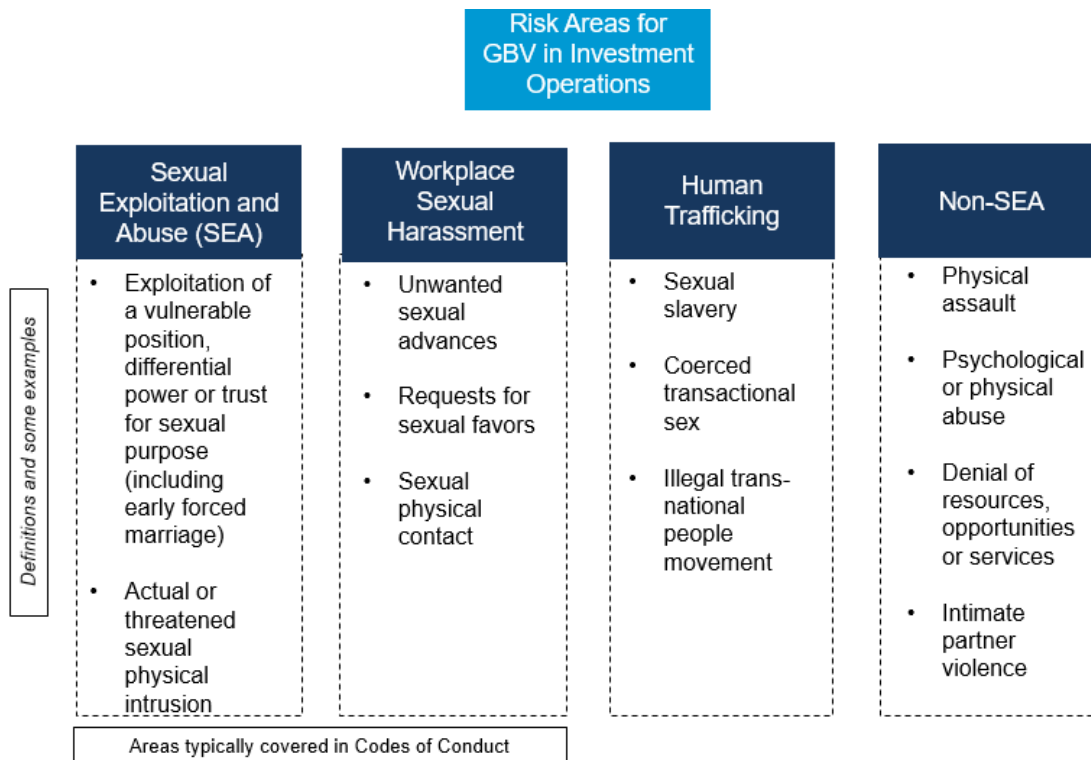 Risk Areas for
GBV in Investment
Operations
Sexual
Exploitation and
Abuse (SEA)
Workplace
Sexual
Harassment
Human
Trafficking
Non-SEA
Definitions and some examples
• Exploitation of
a vulnerable
position,
differential
power or trust
for sexual
purpose
(including
early forced
marriage)
• Actual or
threatened
sexual
physical
intrusion
• Unwanted
sexual
advances
• Requests for
sexual favors
• Sexual
physical
contact
• Sexual
slavery
• Coerced
transactional
sex
• Illegal trans-
national
people
movement
• Physical
assault
• Psychological
or physical
abuse
• Denial of
resources,
opportunities
or services
• Intimate
partner
violence
Areas typically covered in Codes of Conduct